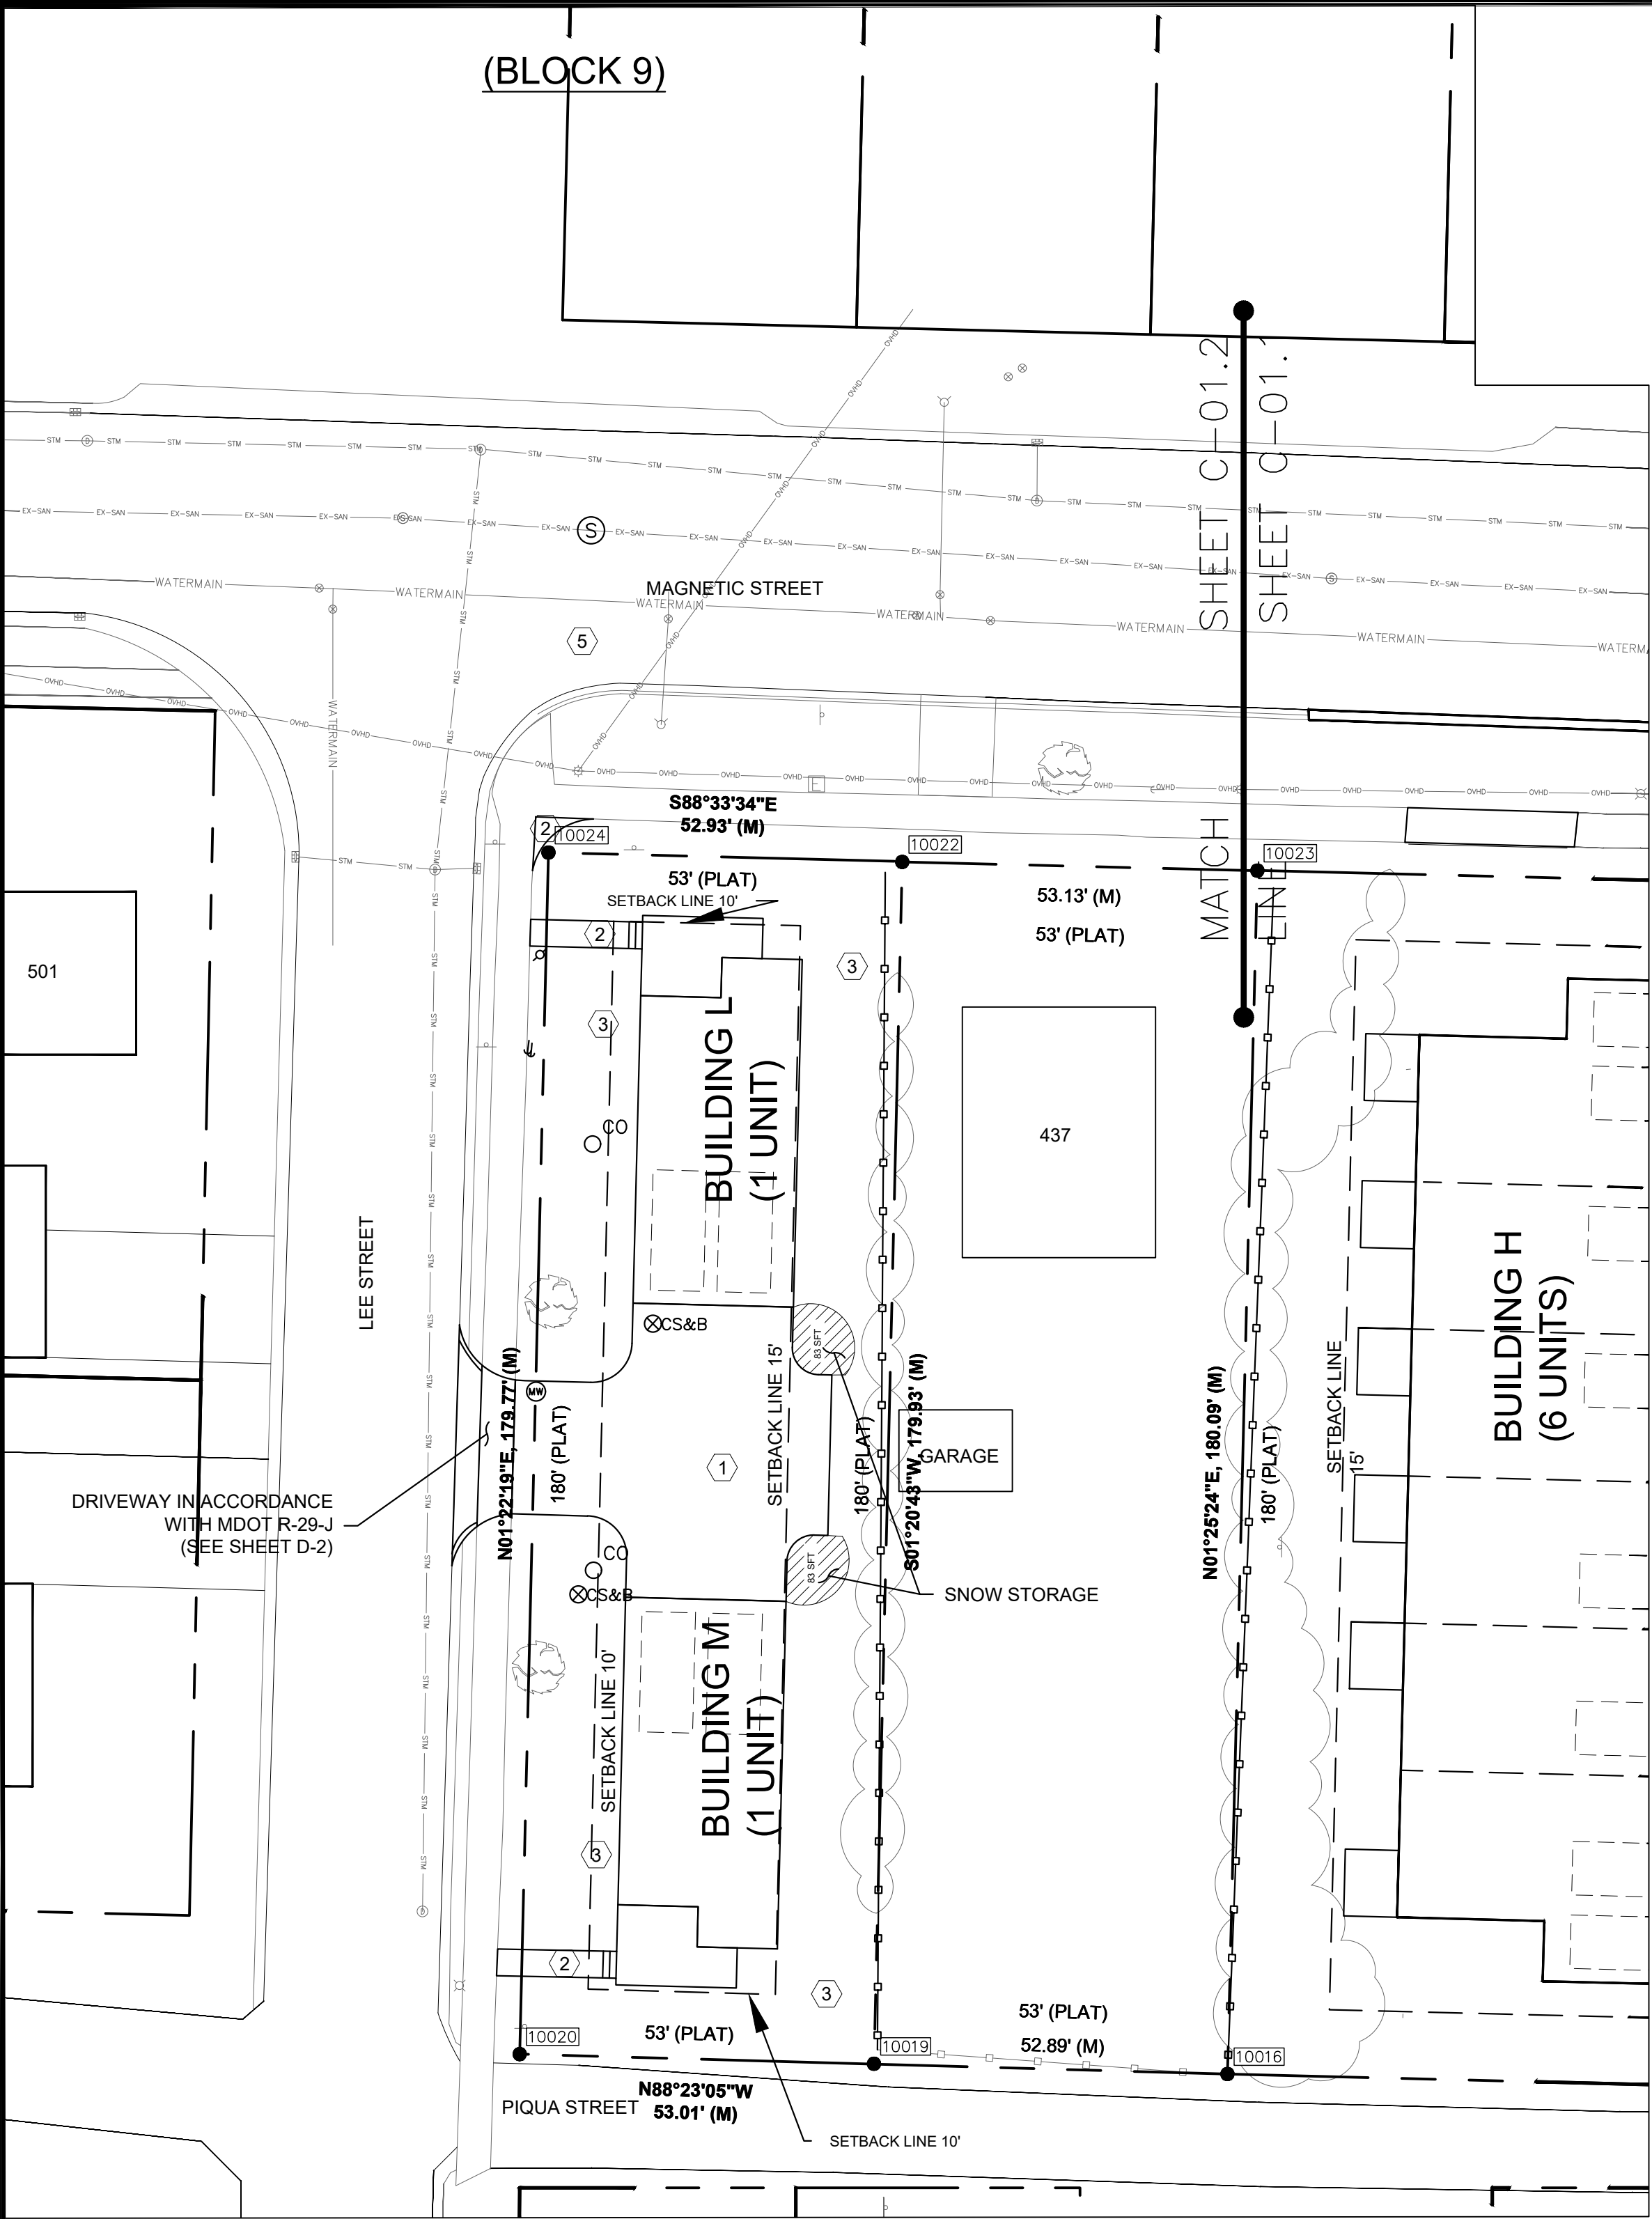 (BLOCK 9)
SHEET C-01.2
SHEET C-01.1
MATCH
LINE
STM
EX-SAN
OVHD
WATERMAIN
S
MAGNETIC STREET
5
E
S88°33'34"E
52.93' (M)
2
10024
10022
10023
53' (PLAT)
SETBACK LINE 10'
53.13' (M)
53' (PLAT)
2
3
3
501
BUILDING L
(1 UNIT)
CO
437
LEE STREET
CS&B
83 SFT
SETBACK LINE 15'
MW
N01°22'19"E, 179.77' (M)
180' (PLAT)
1
180' (PLAT)
S01°20'43"W, 179.93' (M)
GARAGE
N01°25'24"E, 180.09' (M)
180' (PLAT)
SETBACK LINE
15'
BUILDING H
(6 UNITS)
DRIVEWAY IN ACCORDANCE
WITH MDOT R-29-J
(SEE SHEET D-2)
CO
CS&B
83 SFT
SNOW STORAGE
SETBACK LINE 10'
BUILDING M
(1 UNIT)
3
2
3
10020
53' (PLAT)
10019
53' (PLAT)
52.89' (M)
10016
N88°23'05"W
53.01' (M)
PIQUA STREET
SETBACK LINE 10'